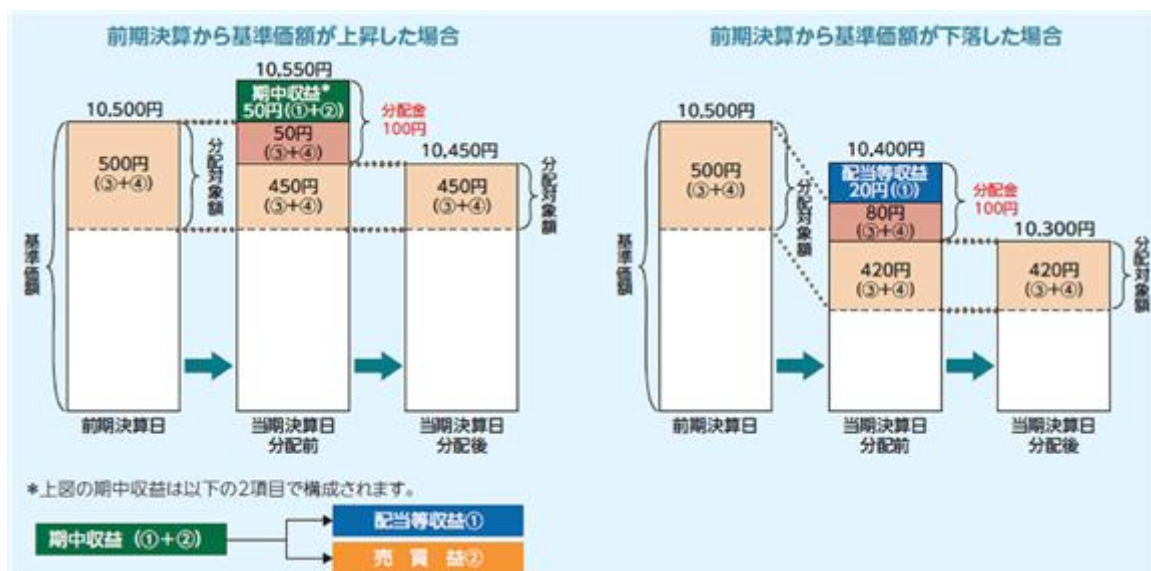 前期決算から基準価額が上昇した場合
10,500円
500円
(③+④)
分配対象額
基準価額
前期決算日
10,550円
期中収益*
50円(①+②)
50円
(③+④)
450円
(③+④)
分配金
100円
当期決算日
分配前
10,450円
450円
(③+④)
分配対象額
当期決算日
分配後
前期決算から基準価額が下落した場合
10,500円
500円
(③+④)
分配対象額
基準価額
前期決算日
10,400円
配当等収益
20円(①)
80円
(③+④)
420円
(③+④)
分配金
100円
当期決算日
分配前
10,300円
420円
(③+④)
分配対象額
当期決算日
分配後
*上図の期中収益は以下の2項目で構成されます。
期中収益 (①+②)
配当等収益①
売 買 益②